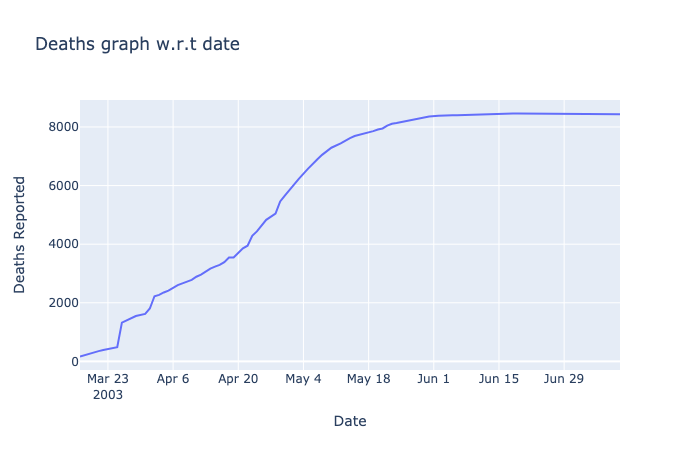 Deaths graph w.r.t date
Deaths Reported
8000
6000
4000
2000
0
Mar 23 Apr 6 Apr 20 May 4 May 18 Jun 1 Jun 15 Jun 29
2003
Date